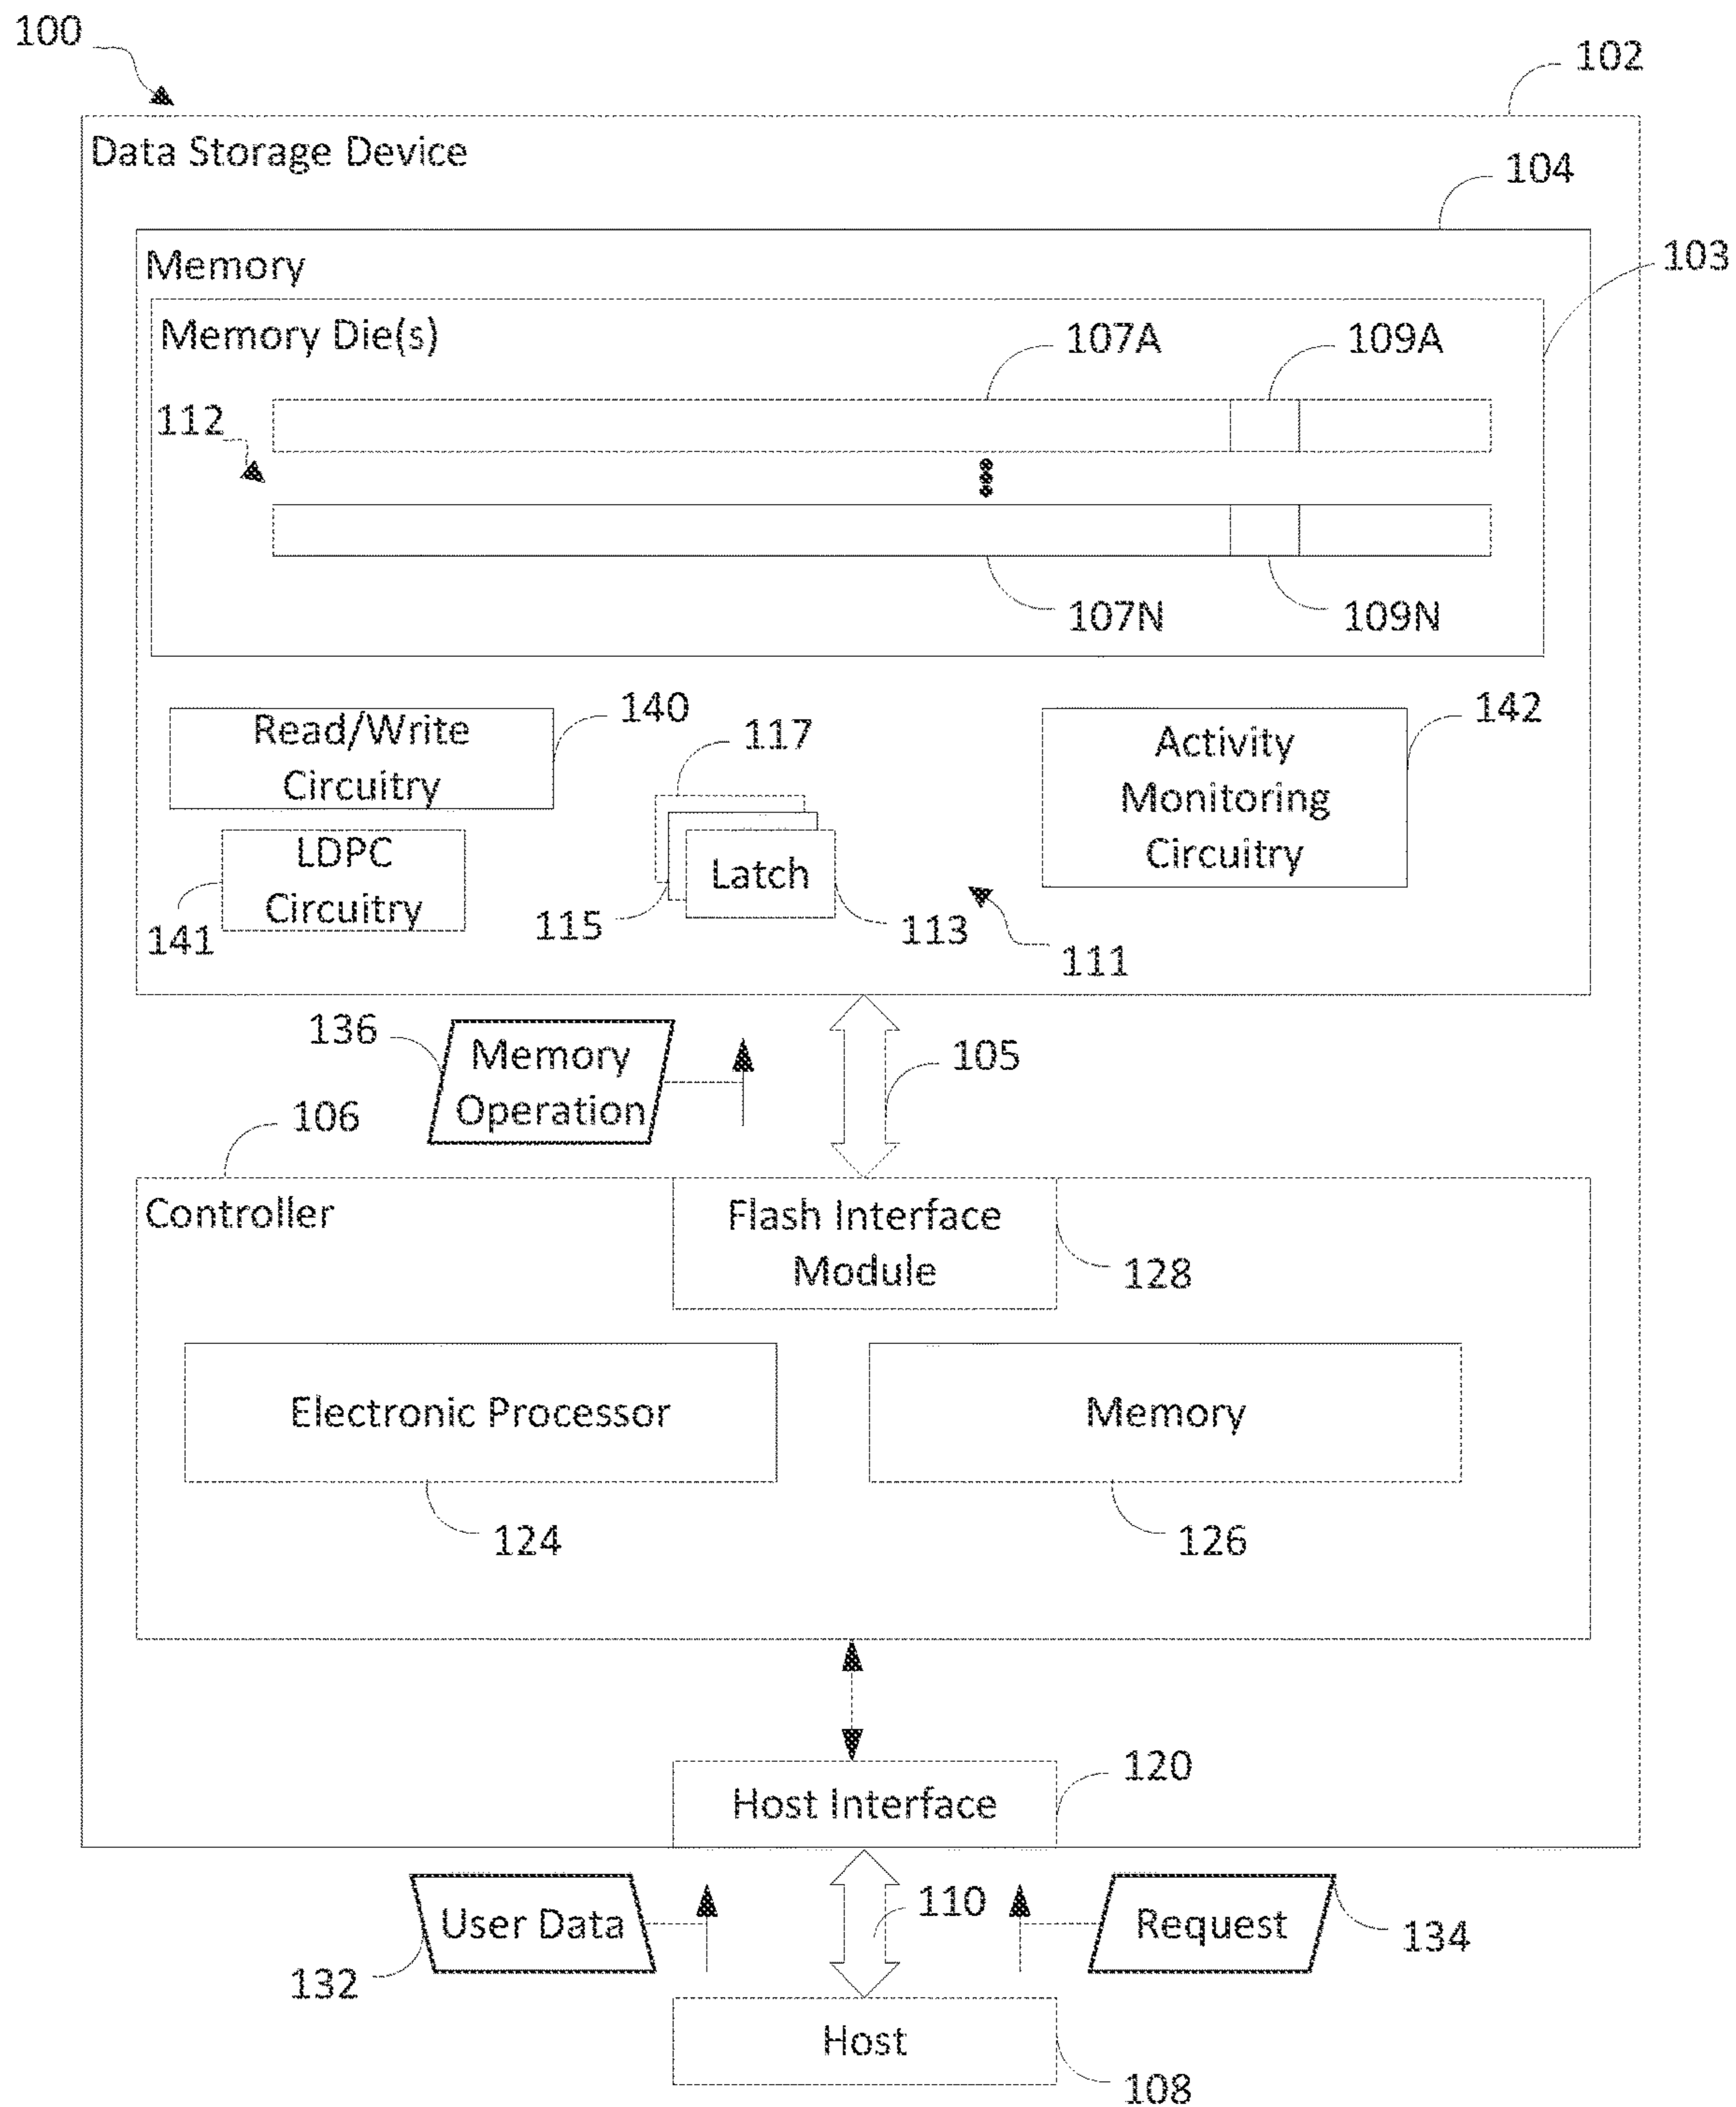 100
102
Data Storage Device
104
Memory
103
Memory Die(s)
107A
109A
112
107N
109N
Read/Write
Circuitry
140
117
Activity
Monitoring
Circuitry
142
LDPC
Circuitry
141
Latch
115
113
111
136
Memory
Operation
105
106
Controller
Flash Interface
Module
128
Electronic Processor
Memory
124
126
120
Host Interface
User Data
132
110
Request
134
Host
108